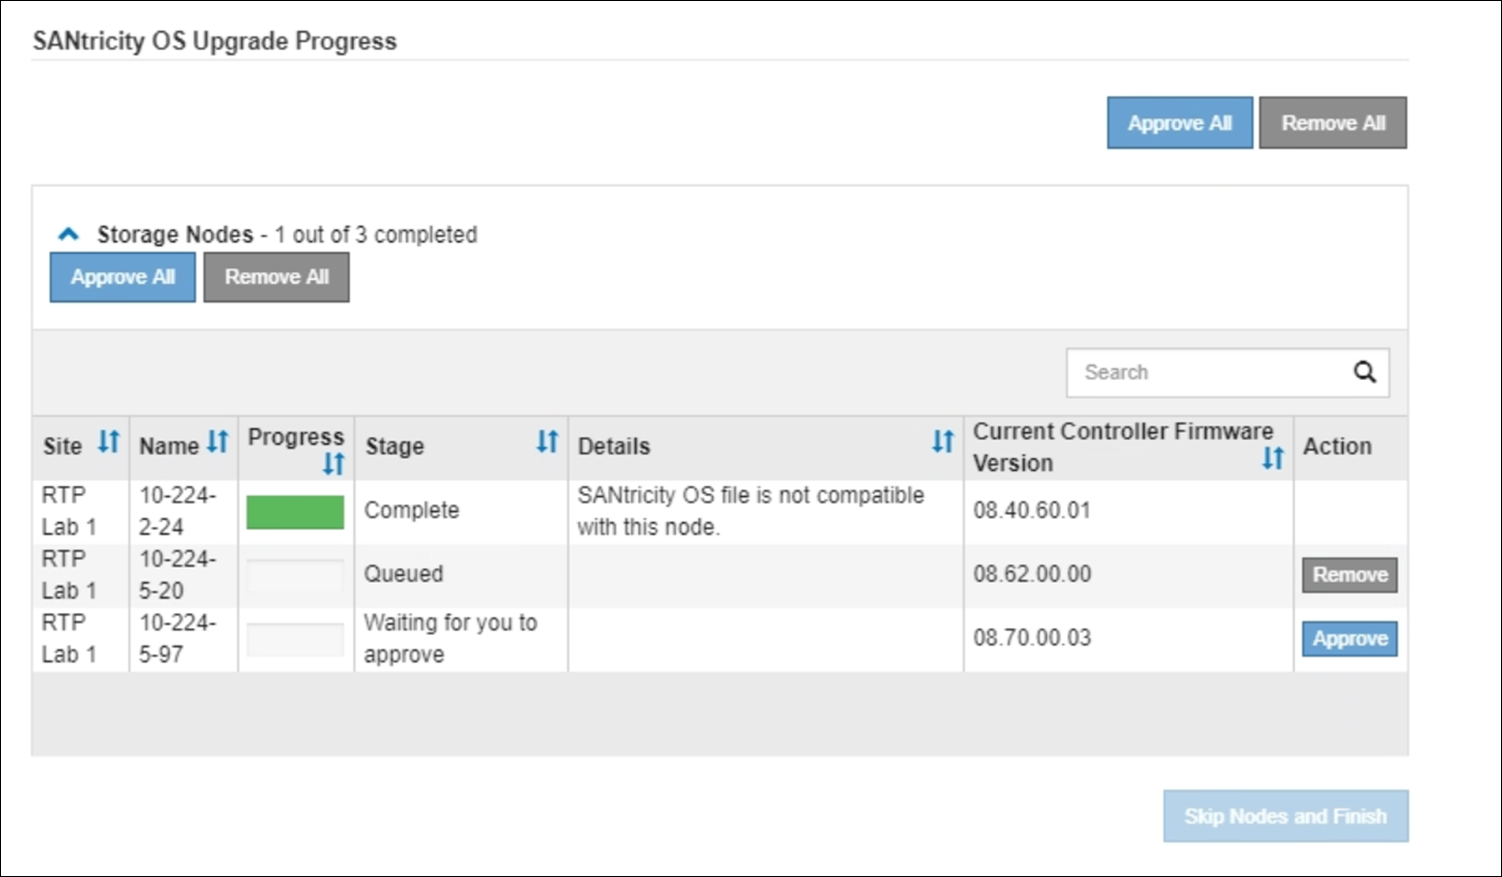 SANtricity OS Upgrade Progress
Approve All Remove All
Storage Nodes - 1 out of 3 completed
Approve All Remove All
Search
Site Name Progress Stage Details Current Controller Firmware Version Action
RTP Lab 1 10-224-2-24 Complete SANtricity OS file is not compatible with this node. 08.40.60.01
RTP Lab 1 10-224-5-20 Queued 08.62.00.00 Remove
RTP Lab 1 10-224-5-97 Waiting for you to approve 08.70.00.03 Approve
Skip Nodes and Finish